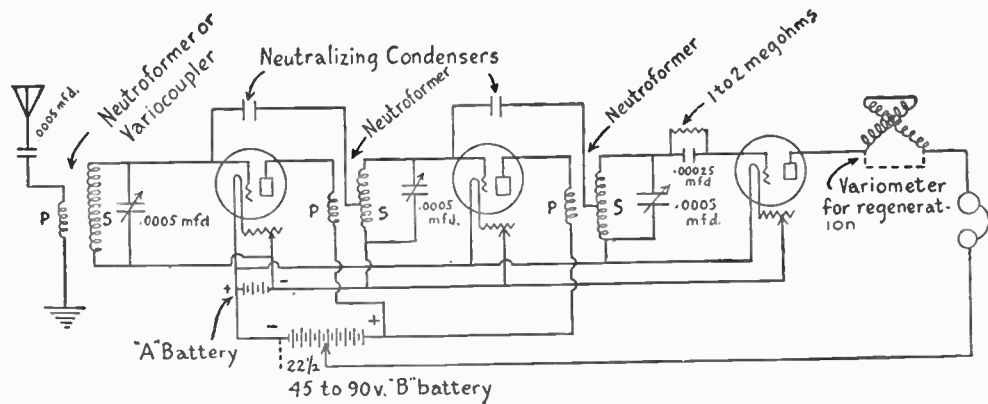 Neutroformer or
Variocoupler
.0005 mfd.
Neutralizing Condensers
Neutroformer
Neutroformer
1 to 2 megohms
P
S
.0005 mfd
P
S
.0005
mfd.
P
S
.00025
mfd
.0005
mfd.
Variometer
for regenerat-
ion
+
-
"A" Battery
-
+
22½
45 to 90v. "B" battery